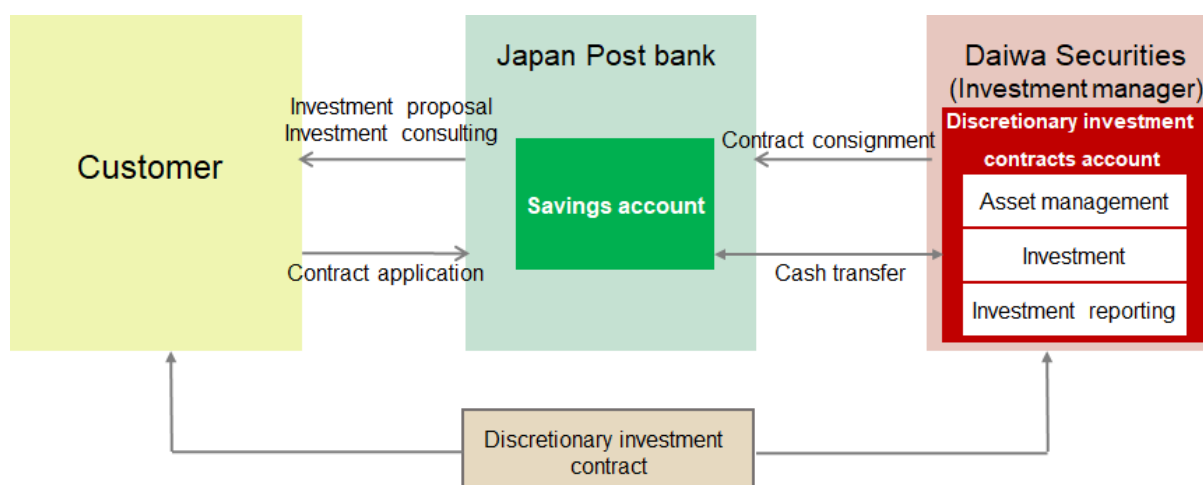 Customer
Investment proposal
Investment consulting
Contract application
Japan Post bank
Savings account
Contract consignment
Cash transfer
Daiwa Securities
(Investment manager)
Discretionary investment
contracts account
Asset management
Investment
Investment reporting
Discretionary investment
contract